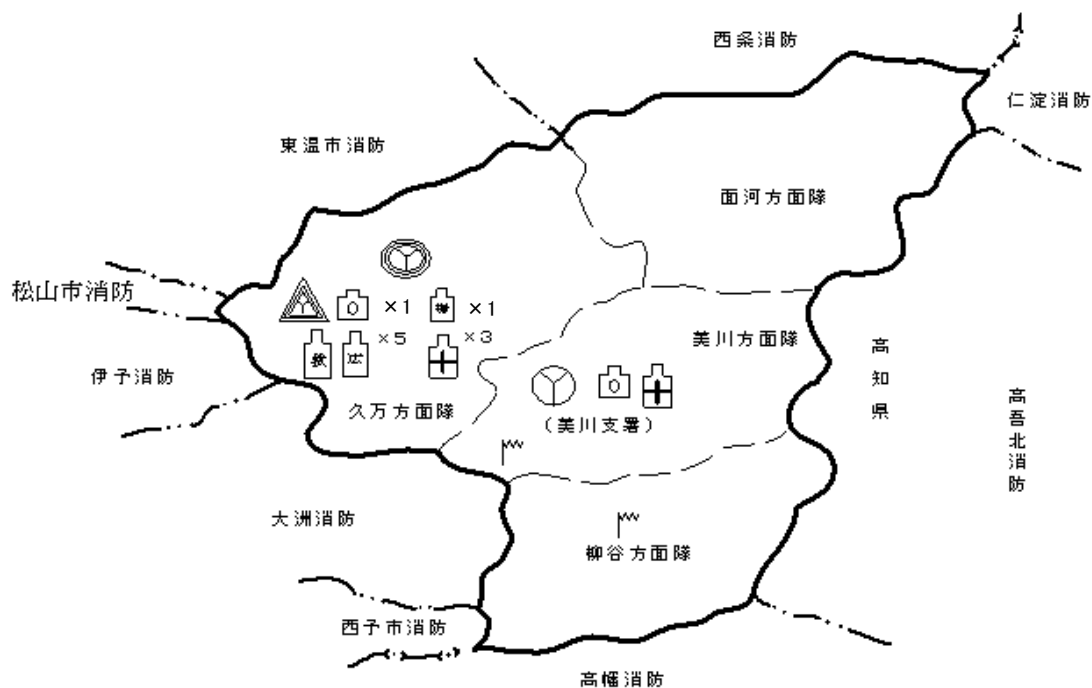 西条消防
仁淀消防
東温市消防
面河方面隊
松山市消防
×1
×1
美川方面隊
×5
×3
高知県
伊予消防
救
広
久万方面隊
(美川支署)
高吾北消防
大洲消防
柳谷方面隊
西予市消防
高幡消防